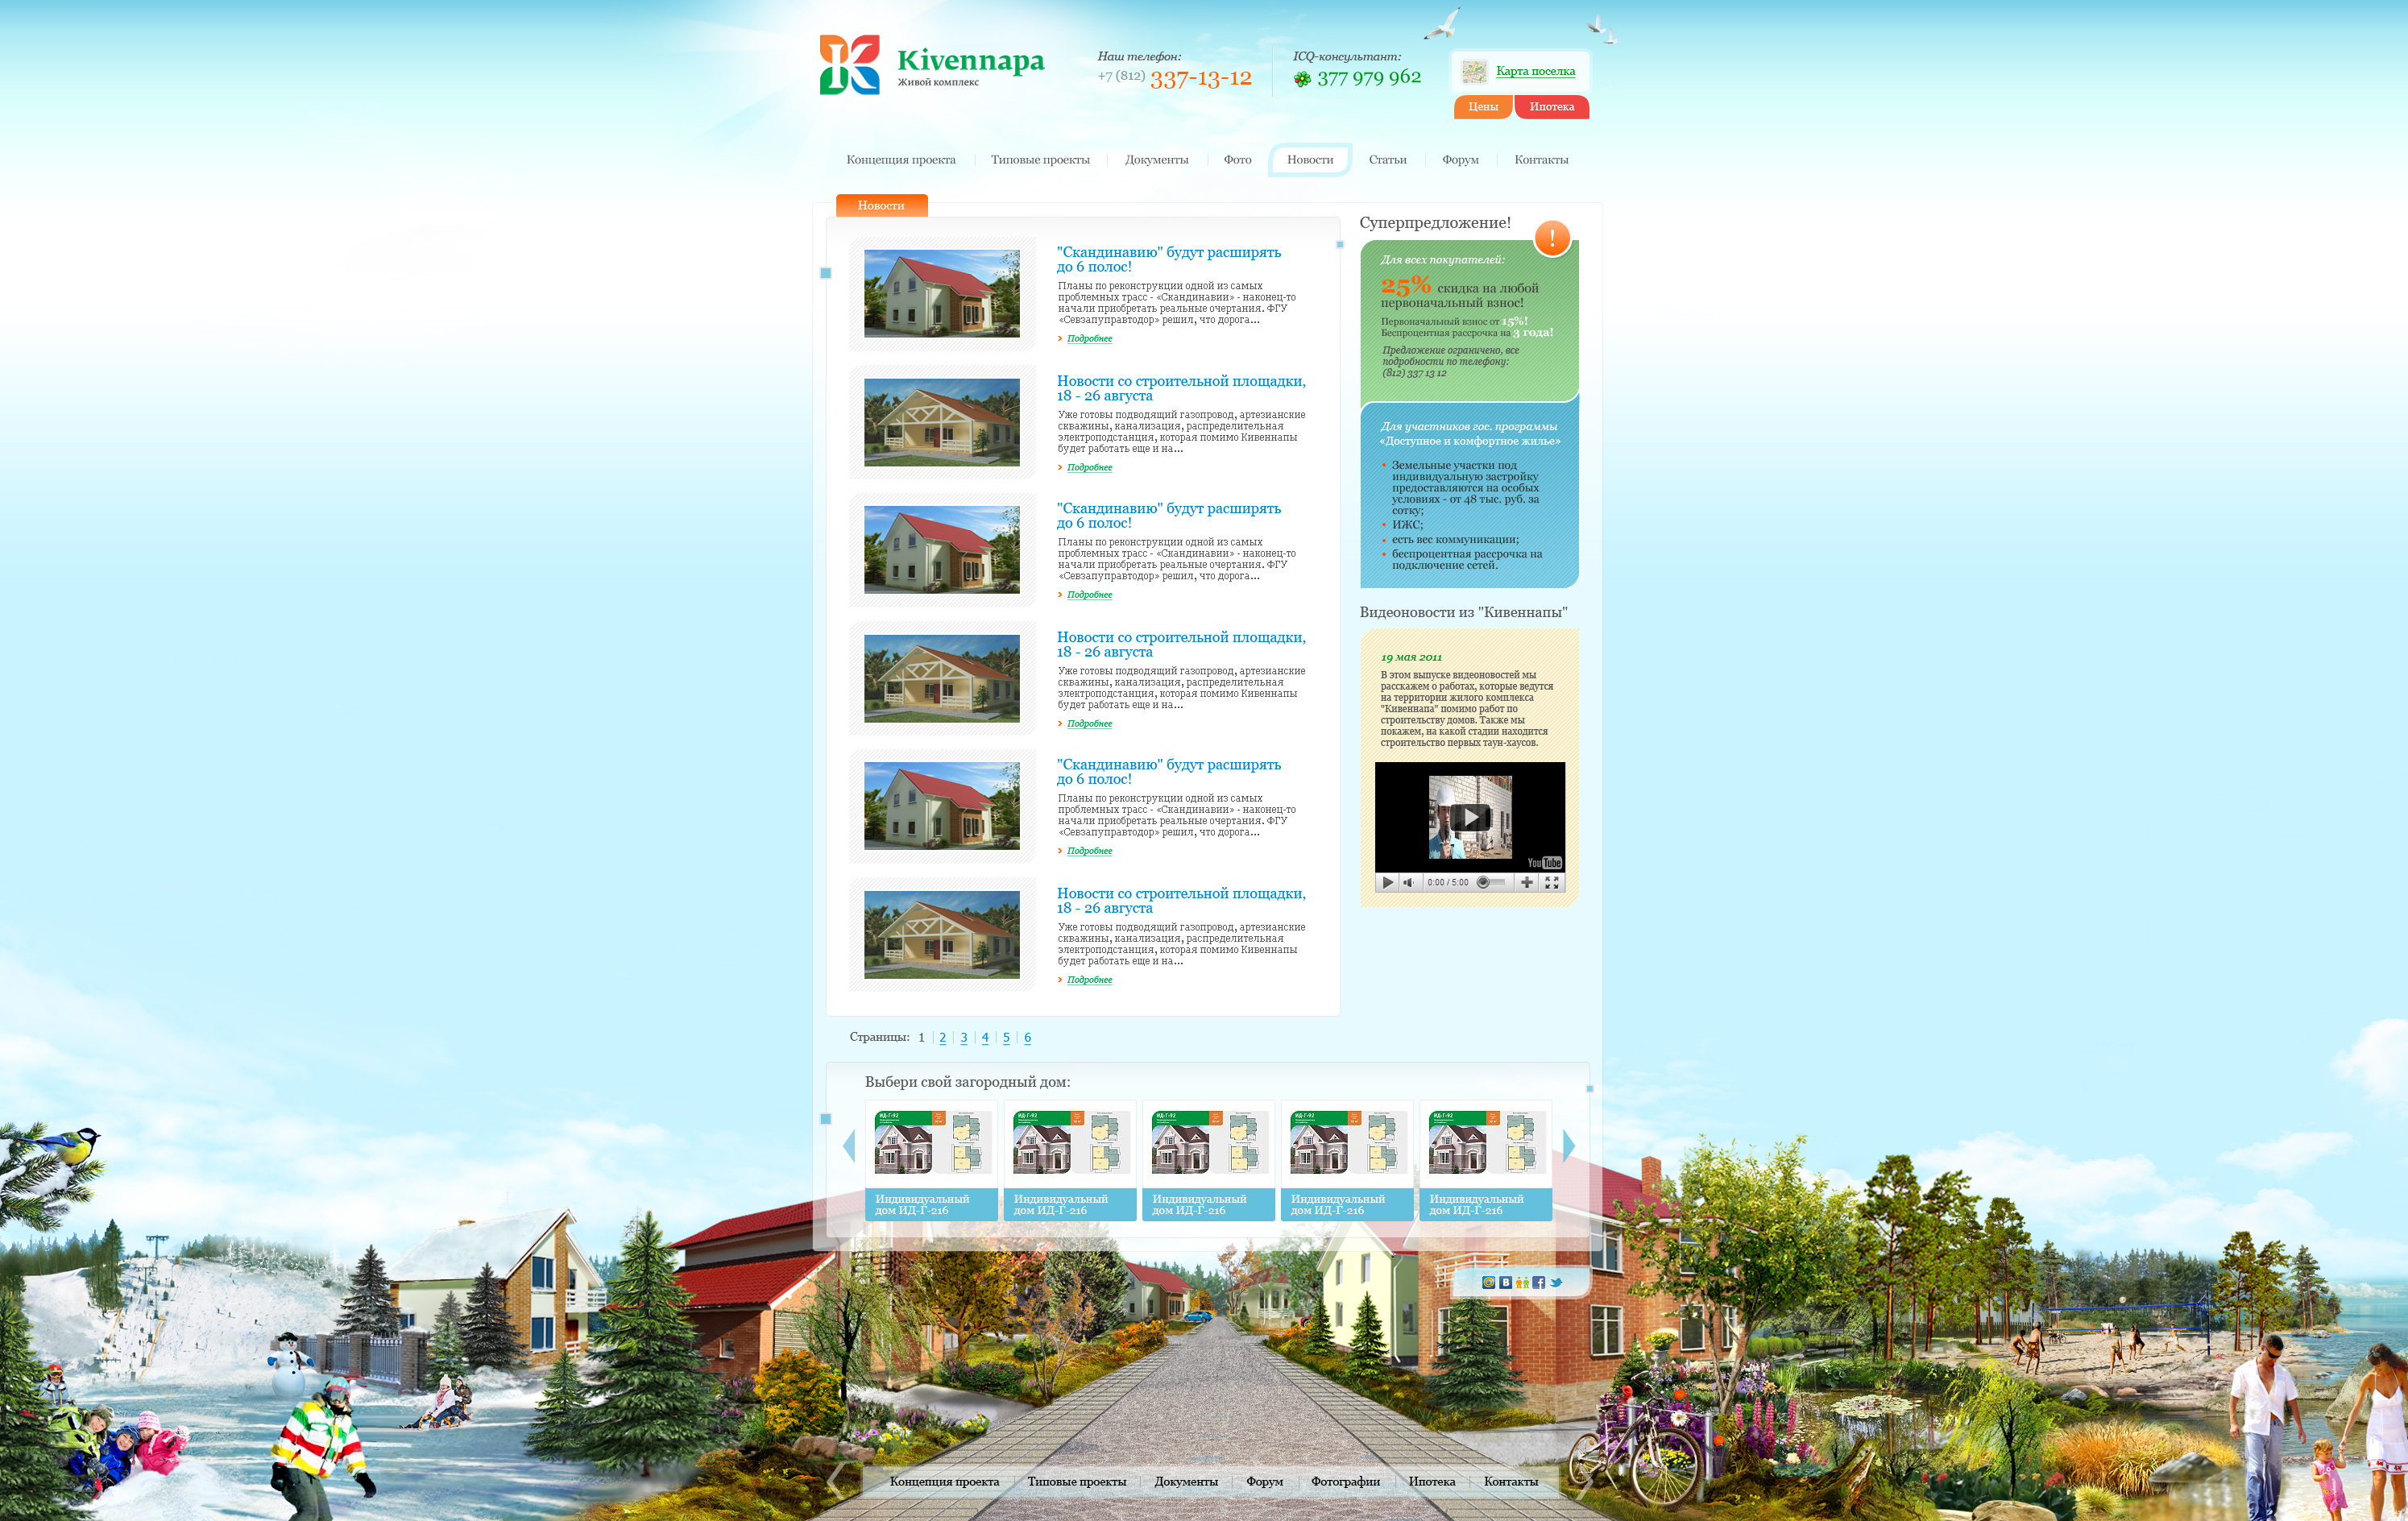 Kivennapa
Живой комплекс
Наш телефон:
+7 (812) 337-13-12
ICQ-консультант:
377 979 962
Карта поселка
Цены
Ипотека
Концепция проекта
Типовые проекты
Документы
Фото
Новости
Статьи
Форум
Контакты
Новости
"Скандинавию" будут расширять
до 6 полос!
Планы по реконструкции одной из самых
проблемных трасс - «Скандинавии» - наконец-то
начали приобретать реальные очертания. ФГУ
«Севзапуправтодор» решил, что дорога...
Подробнее
Новости со строительной площадки,
18 - 26 августа
Уже готовы подводящий газопровод, артезианские
скважины, канализация, распределительная
электроподстанция, которая помимо Кивеннапы
будет работать еще и на...
Подробнее
"Скандинавию" будут расширять
до 6 полос!
Планы по реконструкции одной из самых
проблемных трасс - «Скандинавии» - наконец-то
начали приобретать реальные очертания. ФГУ
«Севзапуправтодор» решил, что дорога...
Подробнее
Новости со строительной площадки,
18 - 26 августа
Уже готовы подводящий газопровод, артезианские
скважины, канализация, распределительная
электроподстанция, которая помимо Кивеннапы
будет работать еще и на...
Подробнее
"Скандинавию" будут расширять
до 6 полос!
Планы по реконструкции одной из самых
проблемных трасс - «Скандинавии» - наконец-то
начали приобретать реальные очертания. ФГУ
«Севзапуправтодор» решил, что дорога...
Подробнее
Новости со строительной площадки,
18 - 26 августа
Уже готовы подводящий газопровод, артезианские
скважины, канализация, распределительная
электроподстанция, которая помимо Кивеннапы
будет работать еще и на...
Подробнее
Страницы: 1 2 3 4 5 6
Суперпредложение!
!
Для всех покупателей:
25% скидка на любой
первоначальный взнос!
Первоначальный взнос от 15%!
Беспроцентная рассрочка на 3 года!
Предложение ограничено, все
подробности по телефону:
(812) 337 13 12
Для участников гос. программы
«Доступное и комфортное жилье»
Земельные участки под
индивидуальную застройку
предоставляются на особых
условиях - от 48 тыс. руб. за
сотку;
ИЖС;
есть вес коммуникации;
беспроцентная рассрочка на
подключение сетей.
Видеоновости из "Кивеннапы"
19 мая 2011
В этом выпуске видеоновостей мы
расскажем о работах, которые ведутся
на территории жилого комплекса
"Кивеннапа" помимо работ по
строительству домов. Также мы
покажем, на какой стадии находится
строительство первых таун-хаусов.
You Tube
0:00 / 5:00
Выбери свой загородный дом:
ИД-Г-92
ИД-Г-92
ИД-Г-92
ИД-Г-92
ИД-Г-92
Индивидуальный
дом ИД-Г-216
Индивидуальный
дом ИД-Г-216
Индивидуальный
дом ИД-Г-216
Индивидуальный
дом ИД-Г-216
Индивидуальный
дом ИД-Г-216
Концепция проекта
Типовые проекты
Документы
Форум
Фотографии
Ипотека
Контакты